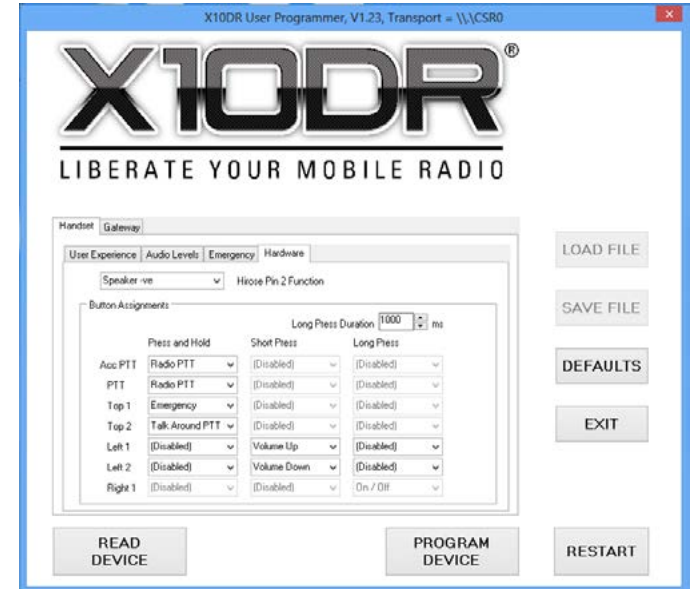 X10DR User Programmer, V1.23, Transport = \\.\CSR0
X10DR®
LIBERATE YOUR MOBILE RADIO
Handset Gateway
User Experience Audio Levels Emergency Hardware
Speaker -ve Hirose Pin 2 Function
Button Assignments
Long Press Duration 1000 ms
Press and Hold Short Press Long Press
Acc PTT Radio PTT (Disabled) (Disabled)
PTT Radio PTT (Disabled) (Disabled)
Top 1 Emergency (Disabled) (Disabled)
Top 2 Talk Around PTT (Disabled) (Disabled)
Left 1 (Disabled) Volume Up (Disabled)
Left 2 (Disabled) Volume Down (Disabled)
Right 1 (Disabled) (Disabled) On / Off
LOAD FILE
SAVE FILE
DEFAULTS
EXIT
READ
DEVICE
PROGRAM
DEVICE
RESTART